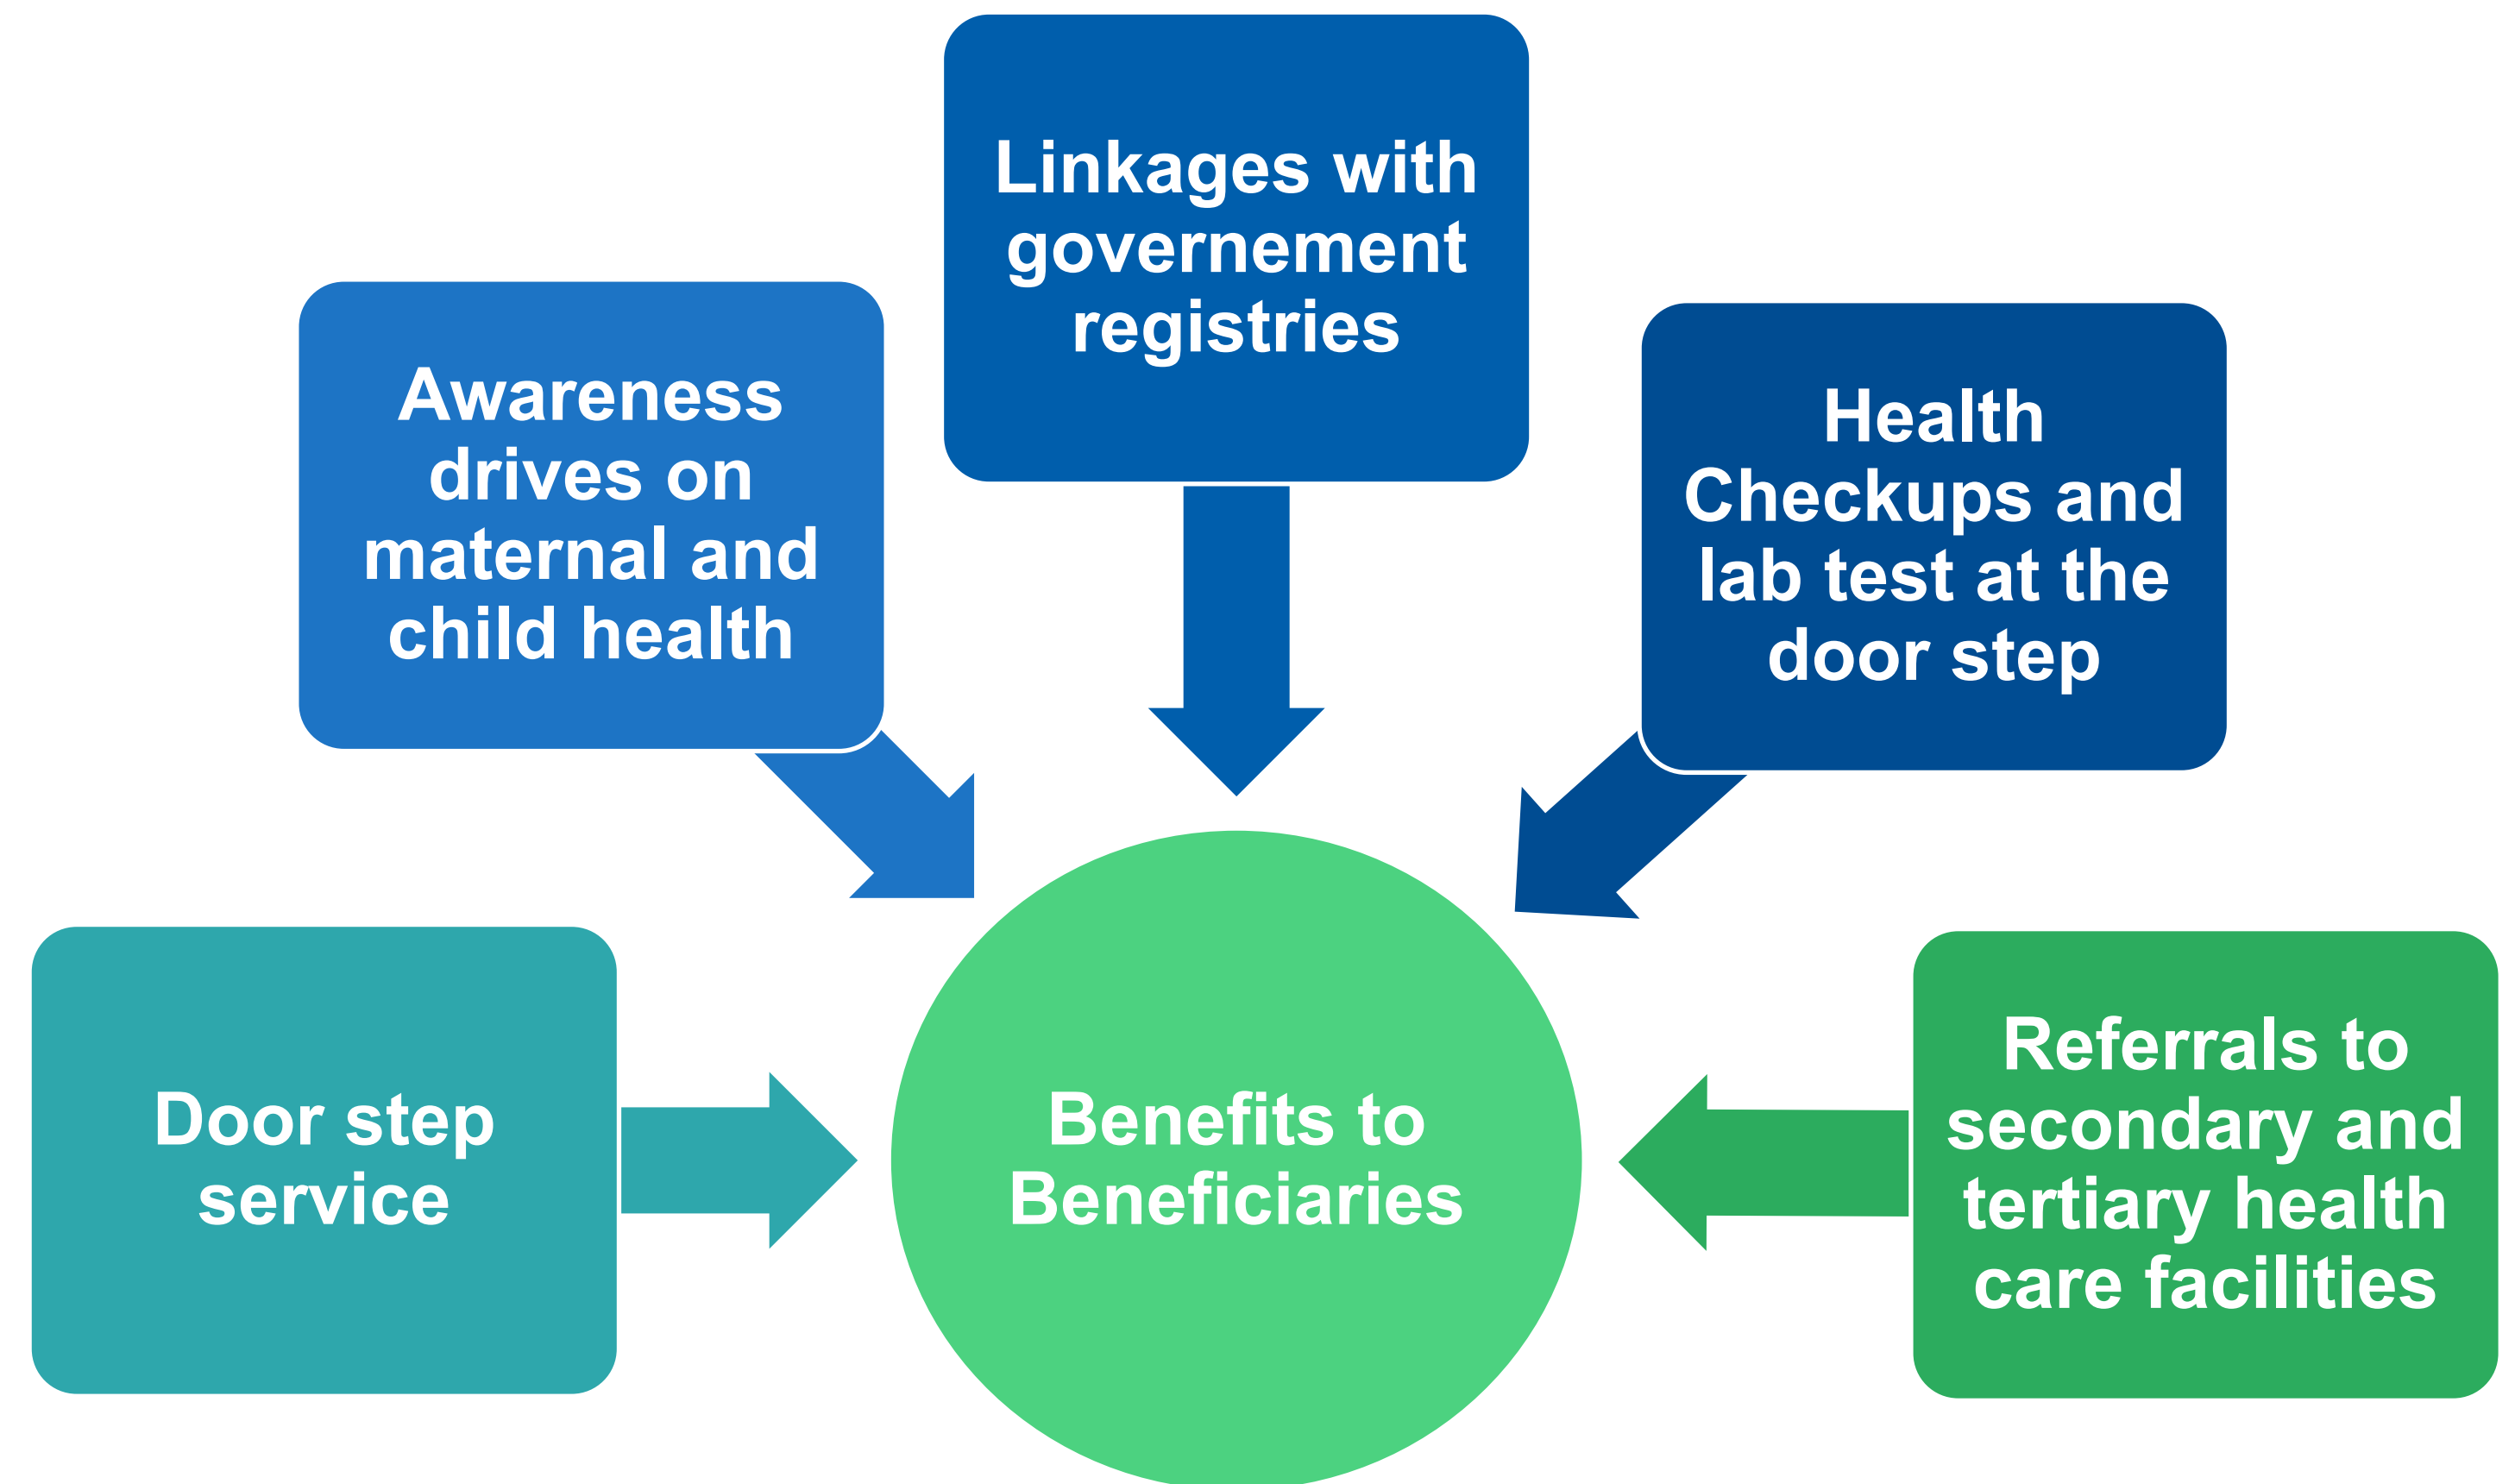 Linkages with
governement
registries
Awareness
drives on
maternal and
child health
Health
Checkups and
lab test at the
door step
Door step
service
Benefits to
Beneficiaries
Referrals to
secondary and
tertiary health
care facilities